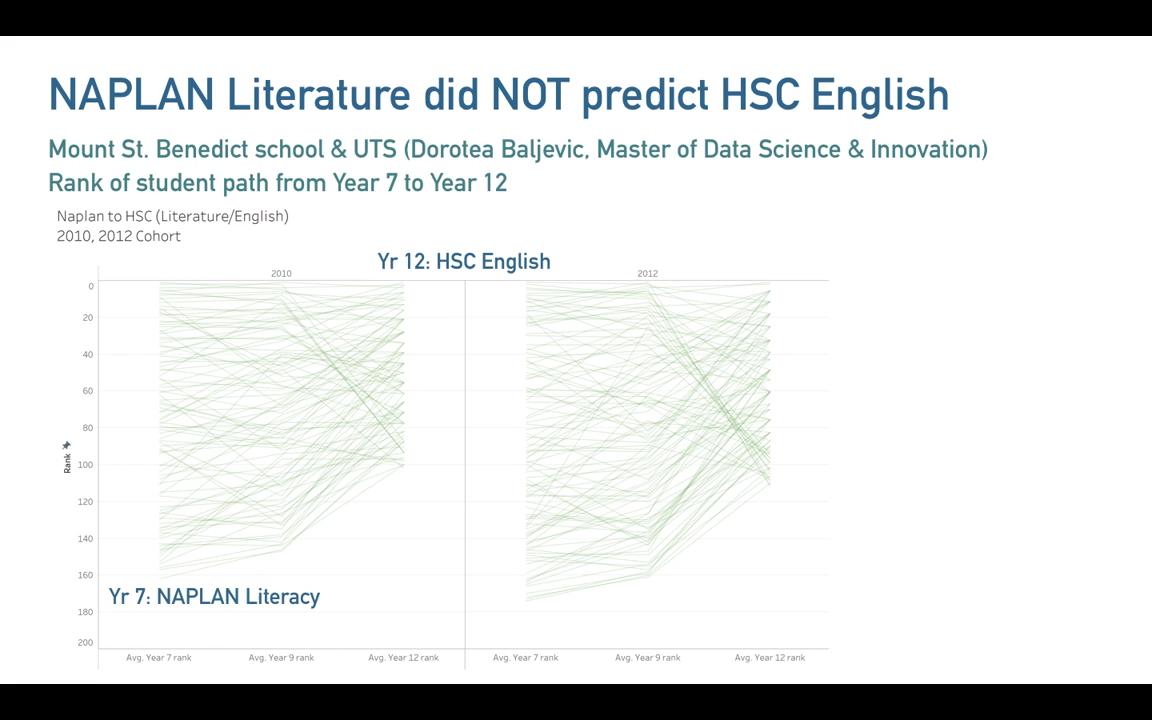 NAPLAN Literature did NOT predict HSC English
Mount St. Benedict school & UTS (Dorotea Baljevic, Master of Data Science & Innovation)
Rank of student path from Year 7 to Year 12
Naplan to HSC (Literature/English)
2010, 2012 Cohort
Yr 12: HSC English
2010
2012
0
20
40
60
80
100
120
140
160
180
200
Rank
Yr 7: NAPLAN Literacy
Avg. Year 7 rank
Avg. Year 9 rank
Avg. Year 12 rank
Avg. Year 7 rank
Avg. Year 9 rank
Avg. Year 12 rank